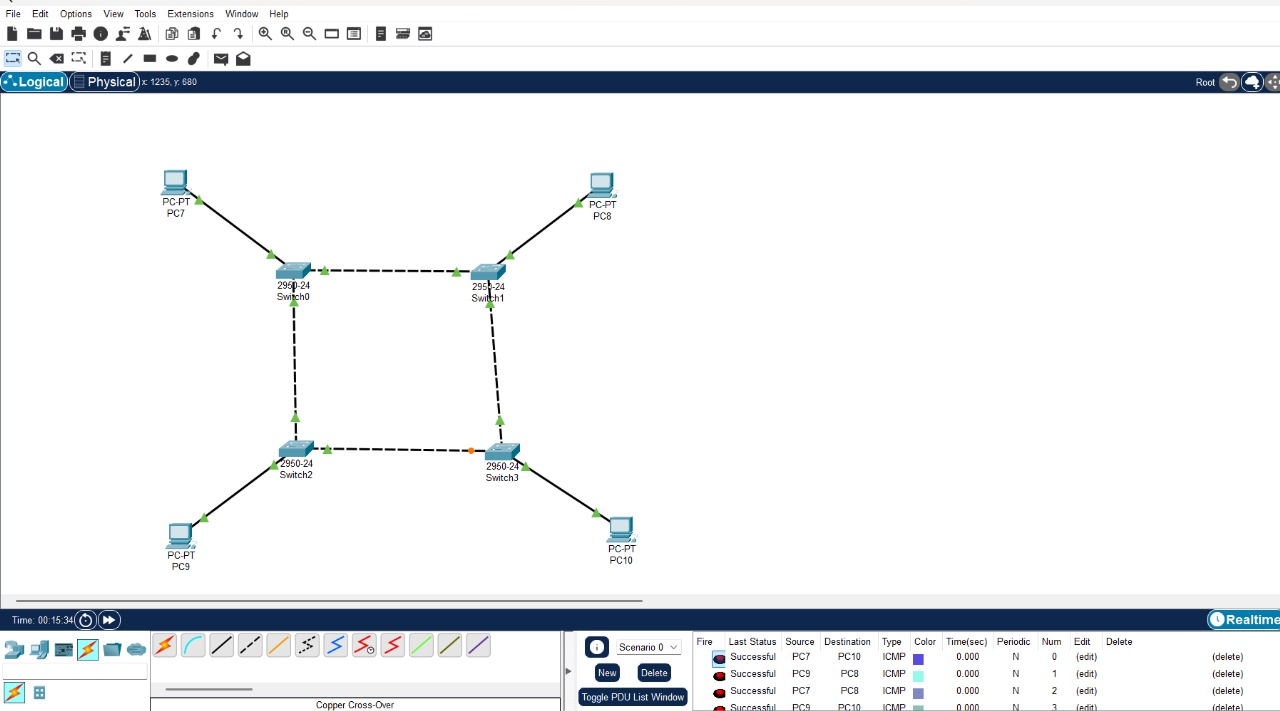 File Edit Options View Tools Extensions Window Help
Logical Physical x: 1235, y: 680 Root
PC-PT
PC7
PC-PT
PC8
2950-24
Switch0
2950-24
Switch1
2950-24
Switch2
2950-24
Switch3
PC-PT
PC9
PC-PT
PC10
Time: 00:15:34 Realtime
Scenario 0
New Delete
Toggle PDU List Window
Copper Cross-Over
Fire Last Status Source Destination Type Color Time(sec) Periodic Num Edit Delete
Successful PC7 PC10 ICMP 0.000 N 0 (edit) (delete)
Successful PC9 PC8 ICMP 0.000 N 1 (edit) (delete)
Successful PC7 PC8 ICMP 0.000 N 2 (edit) (delete)
Successful PC9 PC10 ICMP 0.000 N 3 (edit) (delete)